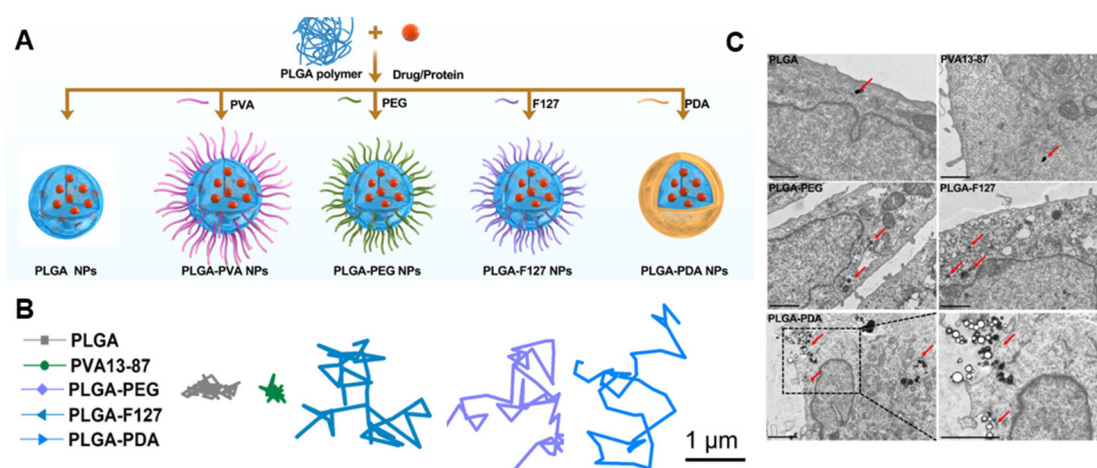 A
PLGA polymer
+
Drug/Protein
PVA
PEG
F127
PDA
PLGA NPs
PLGA-PVA NPs
PLGA-PEG NPs
PLGA-F127 NPs
PLGA-PDA NPs
B
PLGA
PVA13-87
PLGA-PEG
PLGA-F127
PLGA-PDA
1 μm
C
PLGA
PVA13-87
PLGA-PEG
PLGA-F127
PLGA-PDA